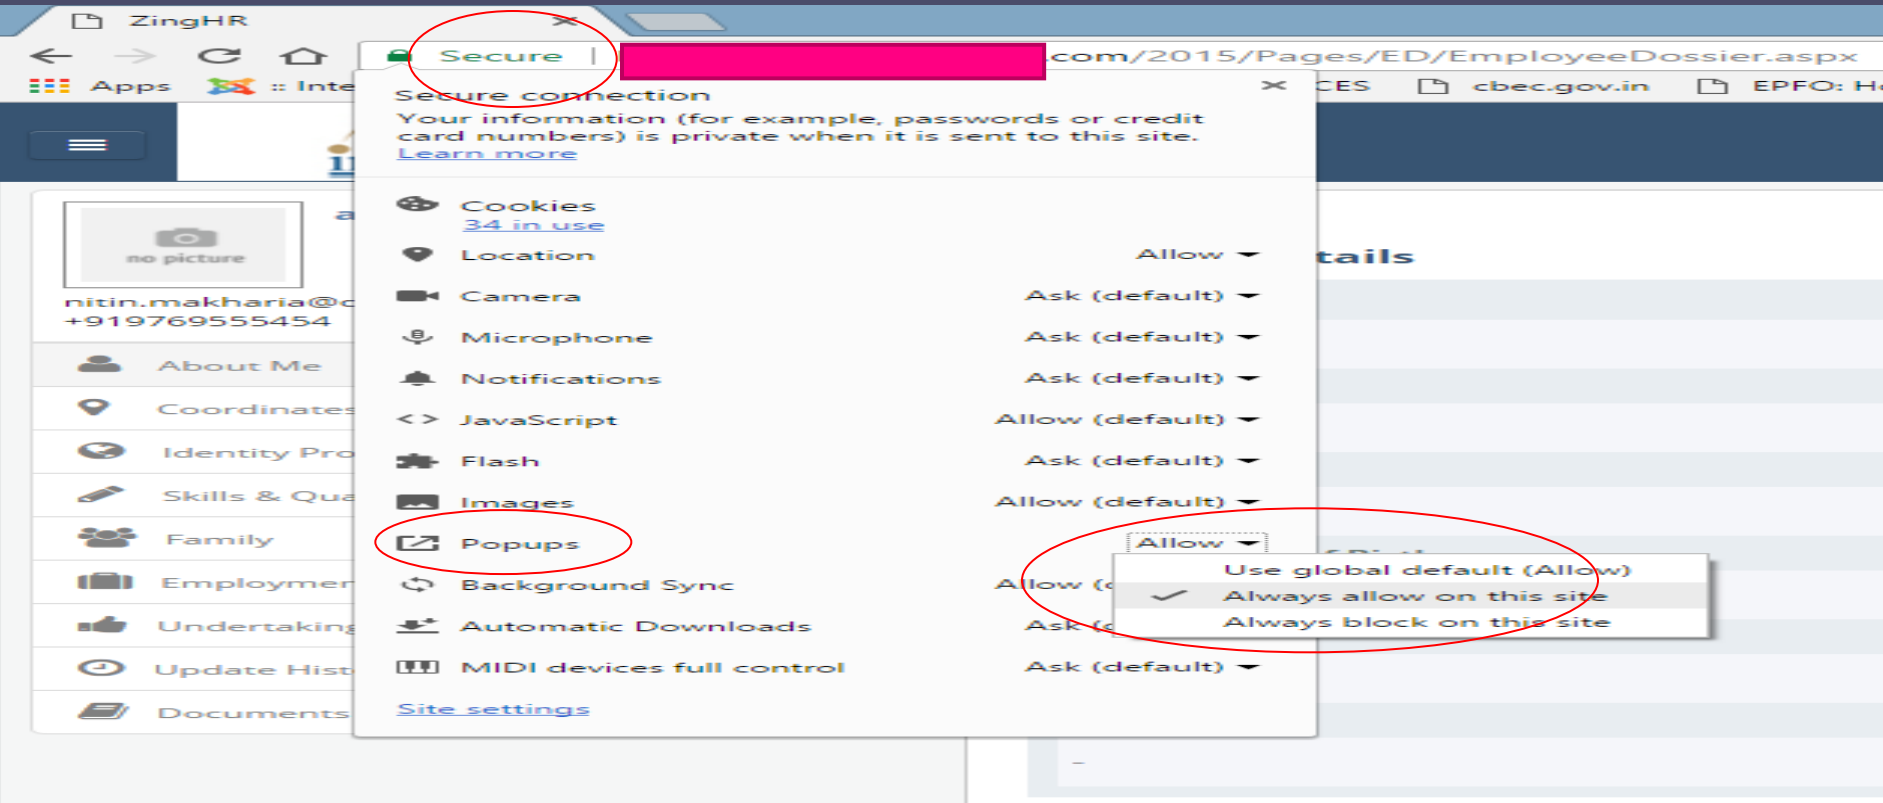 ZingHR
Secure
.com/2015/Pages/ED/EmployeeDossier.aspx
Apps
:: Inte
CES
cbec.gov.in
EPFO: H
Secure connection
Your information (for example, passwords or credit
card numbers) is private when it is sent to this site.
Learn more
Cookies
34 in use
Location Allow
Camera Ask (default)
Microphone Ask (default)
Notifications Ask (default)
JavaScript Allow (default)
Flash Ask (default)
Images Allow (default)
Popups Allow
Use global default (Allow)
Always allow on this site
Always block on this site
Background Sync Allow (
Automatic Downloads Ask (
MIDI devices full control Ask (default)
Site settings
a
no picture
nitin.makharia@c
+919769555454
About Me
Coordinates
Identity Pro
Skills & Qua
Family
Employmen
Undertaking
Update Hist
Documents
tails
-